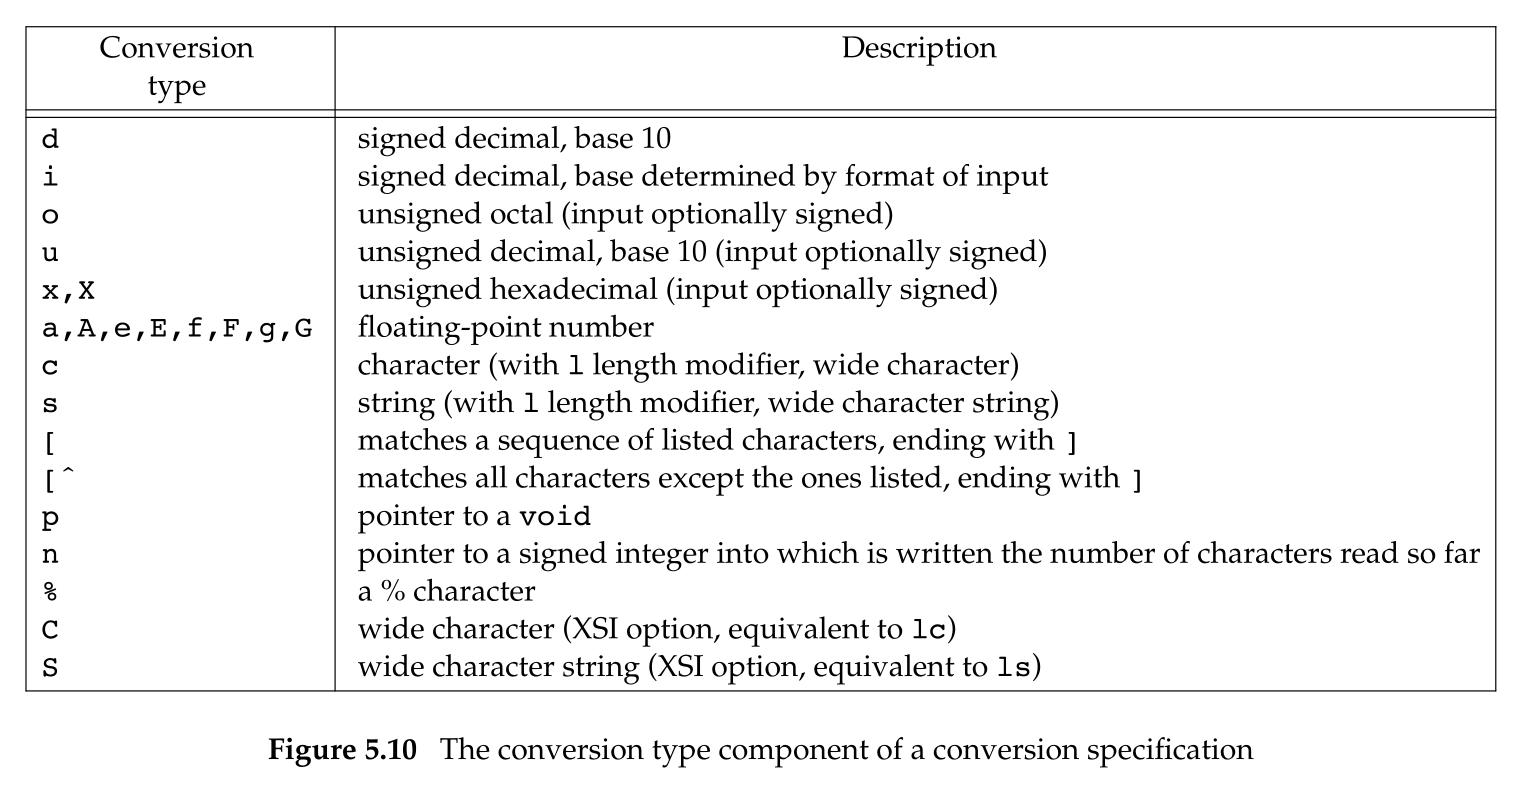 Conversion type Description
d signed decimal, base 10
i signed decimal, base determined by format of input
o unsigned octal (input optionally signed)
u unsigned decimal, base 10 (input optionally signed)
x,X unsigned hexadecimal (input optionally signed)
a,A,e,E,f,F,g,G floating-point number
c character (with l length modifier, wide character)
s string (with l length modifier, wide character string)
[ matches a sequence of listed characters, ending with ]
[^ matches all characters except the ones listed, ending with ]
p pointer to a void
n pointer to a signed integer into which is written the number of characters read so far
% a % character
C wide character (XSI option, equivalent to lc)
S wide character string (XSI option, equivalent to ls)
Figure 5.10 The conversion type component of a conversion specification